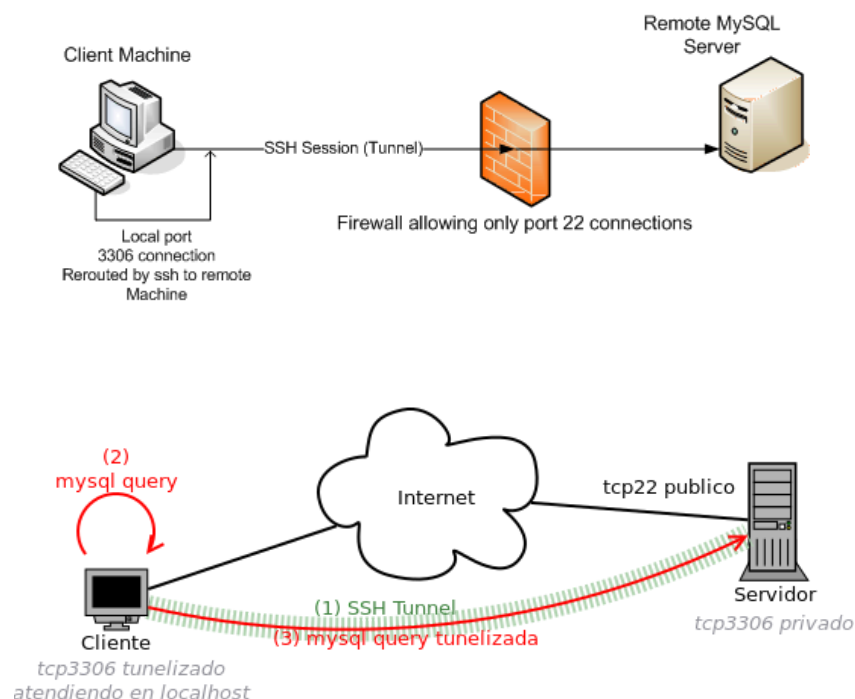 Remote MySQL
Server
Client Machine
SSH Session (Tunnel)
Firewall allowing only port 22 connections
Local port
3306 connection
Rerouted by ssh to remote
Machine
(2)
mysql query
Internet
tcp22 publico
(1) SSH Tunnel
(3) mysql query tunelizada
Servidor
tcp3306 privado
Cliente
tcp3306 tunelizado
atendiendo en localhost